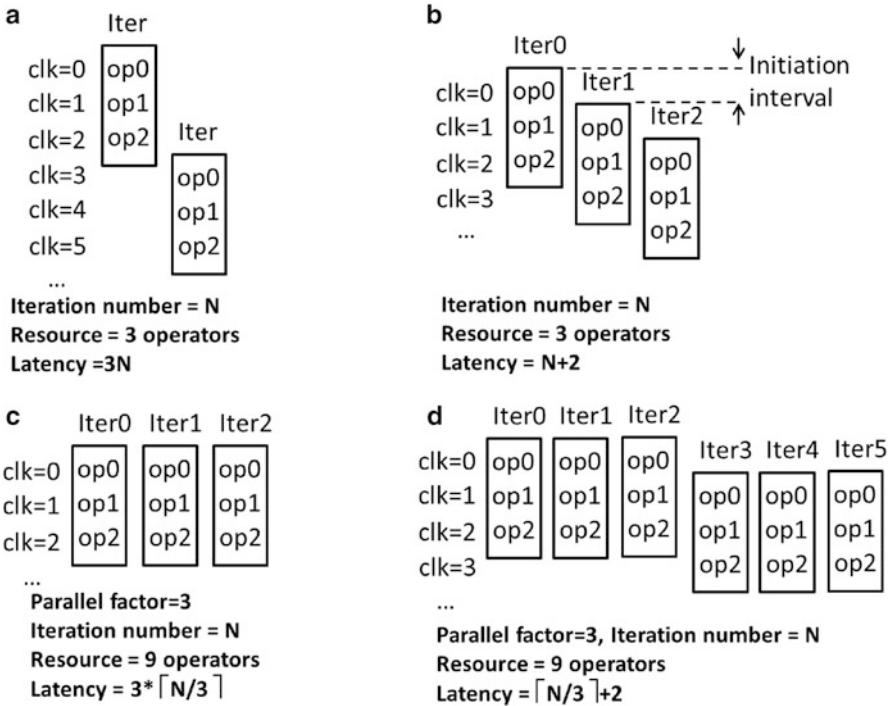 a
Iter
clk=0 op0
clk=1 op1
clk=2 op2
Iter
clk=3 op0
clk=4 op1
clk=5 op2
...
Iteration number = N
Resource = 3 operators
Latency =3N
b
Iter0
Initiation
interval
Iter1
Iter2
clk=0 op0
clk=1 op1 op0
clk=2 op2 op1 op0
clk=3 op2 op1
... op2
Iteration number = N
Resource = 3 operators
Latency = N+2
c
Iter0 Iter1 Iter2
clk=0 op0 op0 op0
clk=1 op1 op1 op1
clk=2 op2 op2 op2
...
Parallel factor=3
Iteration number = N
Resource = 9 operators
Latency = 3*⌈N/3⌉
d
Iter0 Iter1 Iter2
Iter3 Iter4 Iter5
clk=0 op0 op0 op0
clk=1 op1 op1 op1 op0 op0 op0
clk=2 op2 op2 op2 op1 op1 op1
clk=3 op2 op2 op2
...
Parallel factor=3, Iteration number = N
Resource = 9 operators
Latency =⌈N/3⌉+2